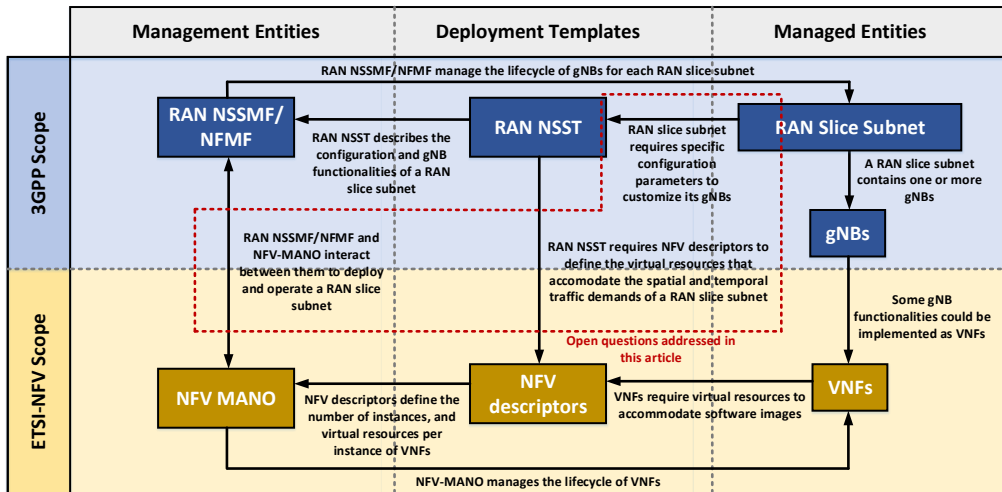 Management Entities
Deployment Templates
Managed Entities
3GPP Scope
RAN NSSMF/NFMF manage the lifecycle of gNBs for each RAN slice subnet
RAN NSSMF/
NFMF
RAN NSST
RAN Slice Subnet
RAN NSST describes the
configuration and gNB
functionalities of a RAN
slice subnet
RAN slice subnet
requires specific
configuration
parameters to
customize its gNBs
A RAN slice subnet
contains one or more
gNBs
gNBs
RAN NSSMF/NFMF and
NFV-MANO interact
between them to deploy
and operate a RAN slice
subnet
RAN NSST requires NFV descriptors to
define the virtual resources that
accomodate the spatial and temporal
traffic demands of a RAN slice subnet
ETSI-NFV Scope
Some gNB
functionalities could be
implemented as VNFs
Open questions addressed in
this article
NFV MANO
NFV
descriptors
VNFs
NFV descriptors define the
number of instances, and
virtual resources per
instance of VNFs
VNFs require virtual resources to
accommodate software images
NFV-MANO manages the lifecycle of VNFs